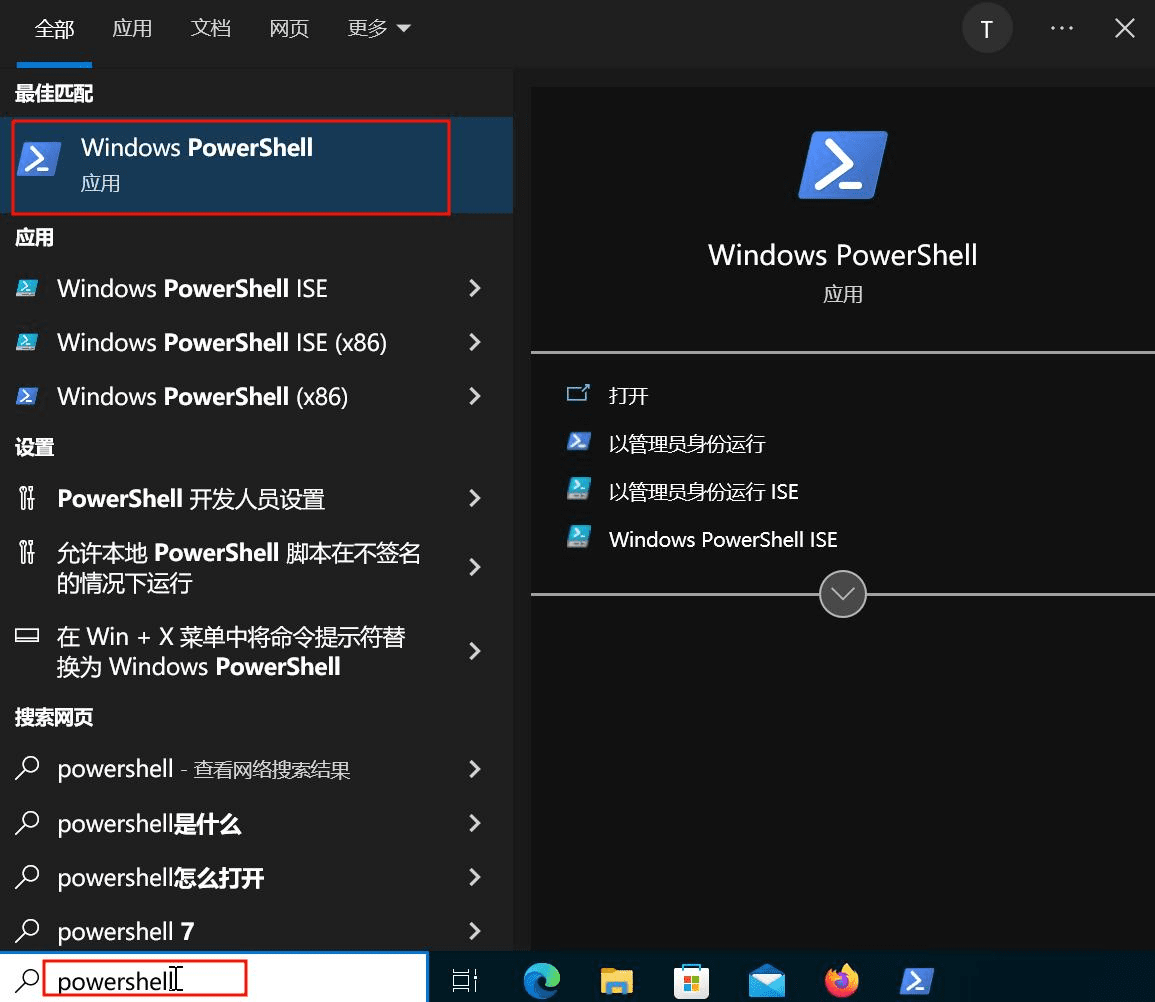 全部 应用 文档 网页 更多 T ...
最佳匹配
Windows PowerShell
应用
应用
Windows PowerShell ISE
Windows PowerShell ISE (x86)
Windows PowerShell (x86)
设置
PowerShell 开发人员设置
允许本地 PowerShell 脚本在不签名
的情况下运行
在 Win + X 菜单中将命令提示符替
换为 Windows PowerShell
搜索网页
powershell - 查看网络搜索结果
powershell是什么
powershell怎么打开
powershell 7
powershell
Windows PowerShell
应用
打开
以管理员身份运行
以管理员身份运行 ISE
Windows PowerShell ISE